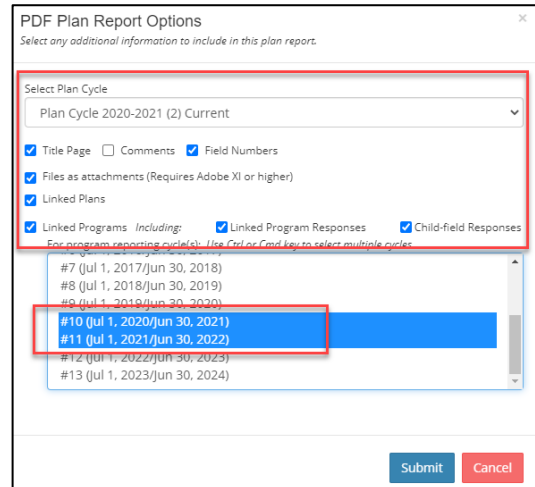 PDF Plan Report Options
×
Select any additional information to include in this plan report.
Select Plan Cycle
Plan Cycle 2020-2021 (2) Current
Title Page Comments Field Numbers
Files as attachments (Requires Adobe XI or higher)
Linked Plans
Linked Programs Including: Linked Program Responses Child-field Responses
For program reporting cycle(s): Use Ctrl or Cmd key to select multiple cycles
#7 (Jul 1, 2017/Jun 30, 2018)
#8 (Jul 1, 2018/Jun 30, 2019)
#9 (Jul 1, 2019/Jun 30, 2020)
#10 (Jul 1, 2020/Jun 30, 2021)
#11 (Jul 1, 2021/Jun 30, 2022)
#12 (Jul 1, 2022/Jun 30, 2023)
#13 (Jul 1, 2023/Jun 30, 2024)
Submit Cancel